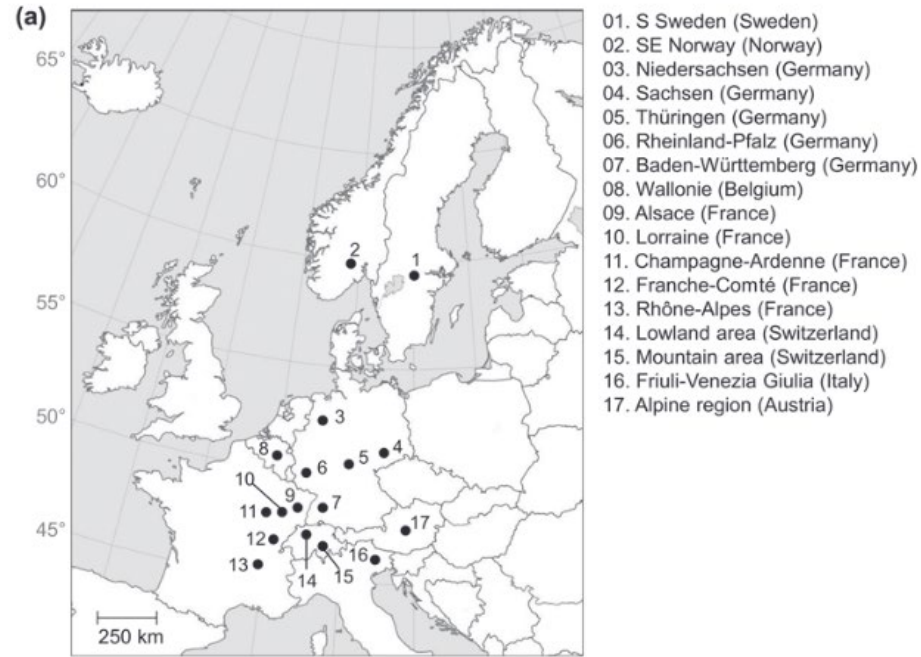 (a)
65°
60°
55°
50°
45°
2
1
3
8
4
5
6
10
9
11
7
17
12
16
13
14
15
250 km
01. S Sweden (Sweden)
02. SE Norway (Norway)
03. Niedersachsen (Germany)
04. Sachsen (Germany)
05. Thüringen (Germany)
06. Rheinland-Pfalz (Germany)
07. Baden-Württemberg (Germany)
08. Wallonie (Belgium)
09. Alsace (France)
10. Lorraine (France)
11. Champagne-Ardenne (France)
12. Franche-Comté (France)
13. Rhône-Alpes (France)
14. Lowland area (Switzerland)
15. Mountain area (Switzerland)
16. Friuli-Venezia Giulia (Italy)
17. Alpine region (Austria)